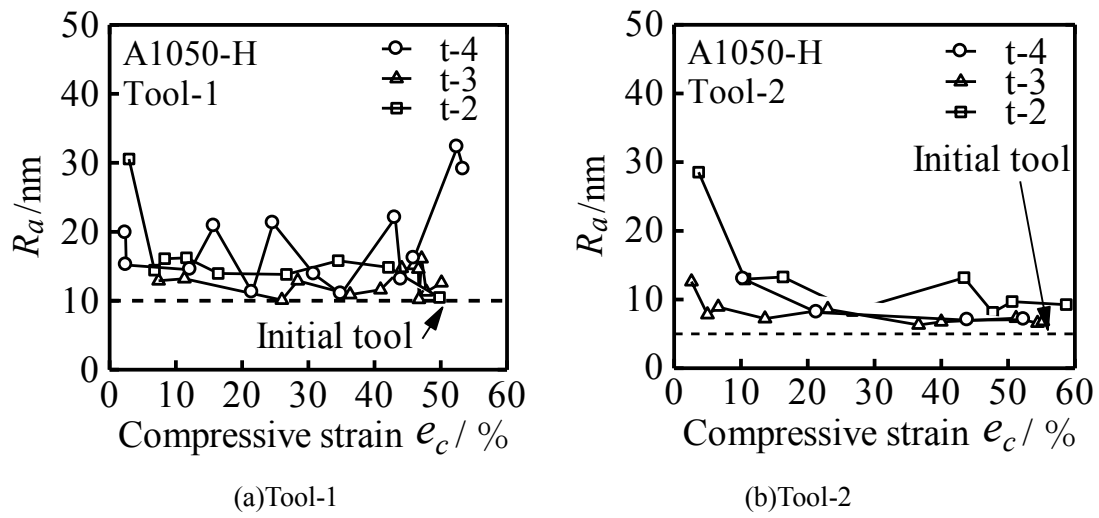 50
40
30
20
10
0
R_a/nm
A1050-H
Tool-1
t-4
t-3
t-2
Initial tool
0 10 20 30 40 50 60
Compressive strain e_c / %
(a)Tool-1
50
40
30
20
10
0
R_a/nm
A1050-H
Tool-2
t-4
t-3
t-2
Initial tool
0 10 20 30 40 50 60
Compressive strain e_c / %
(b)Tool-2